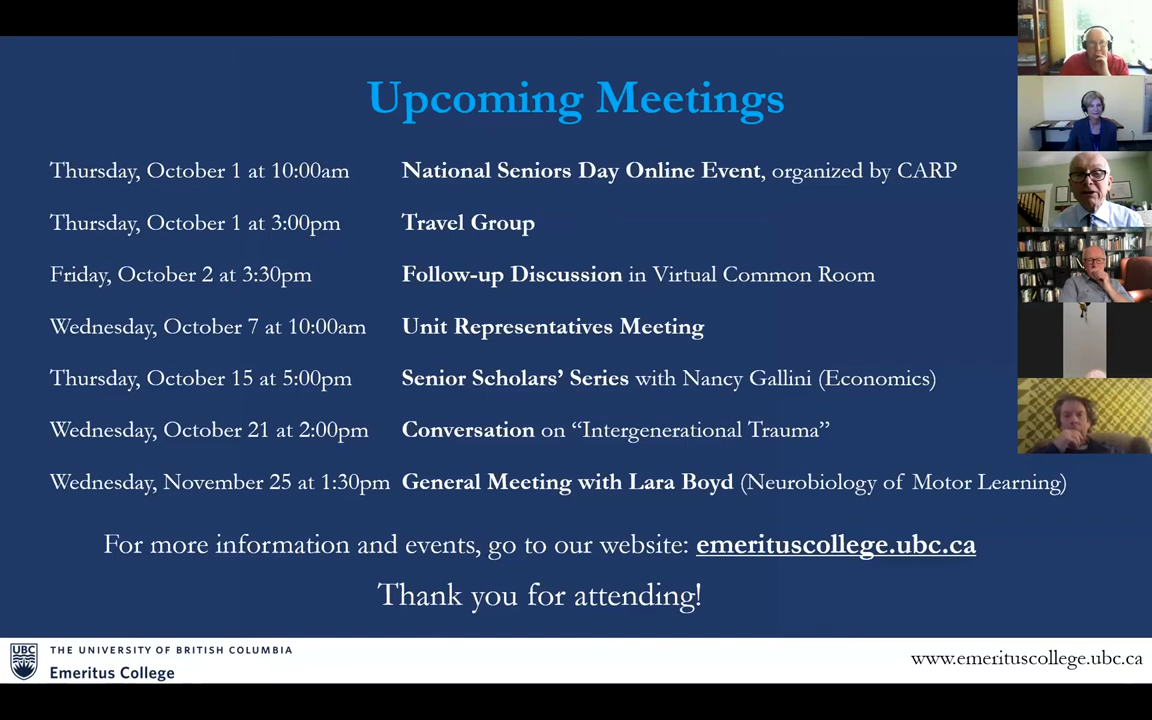 Upcoming Meetings
Thursday, October 1 at 10:00am National Seniors Day Online Event, organized by CARP
Thursday, October 1 at 3:00pm Travel Group
Friday, October 2 at 3:30pm Follow-up Discussion in Virtual Common Room
Wednesday, October 7 at 10:00am Unit Representatives Meeting
Thursday, October 15 at 5:00pm Senior Scholars’ Series with Nancy Gallini (Economics)
Wednesday, October 21 at 2:00pm Conversation on “Intergenerational Trauma”
Wednesday, November 25 at 1:30pm General Meeting with Lara Boyd (Neurobiology of Motor Learning)
For more information and events, go to our website: emerituscollege.ubc.ca
Thank you for attending!
UBC THE UNIVERSITY OF BRITISH COLUMBIA
Emeritus College
www.emerituscollege.ubc.ca